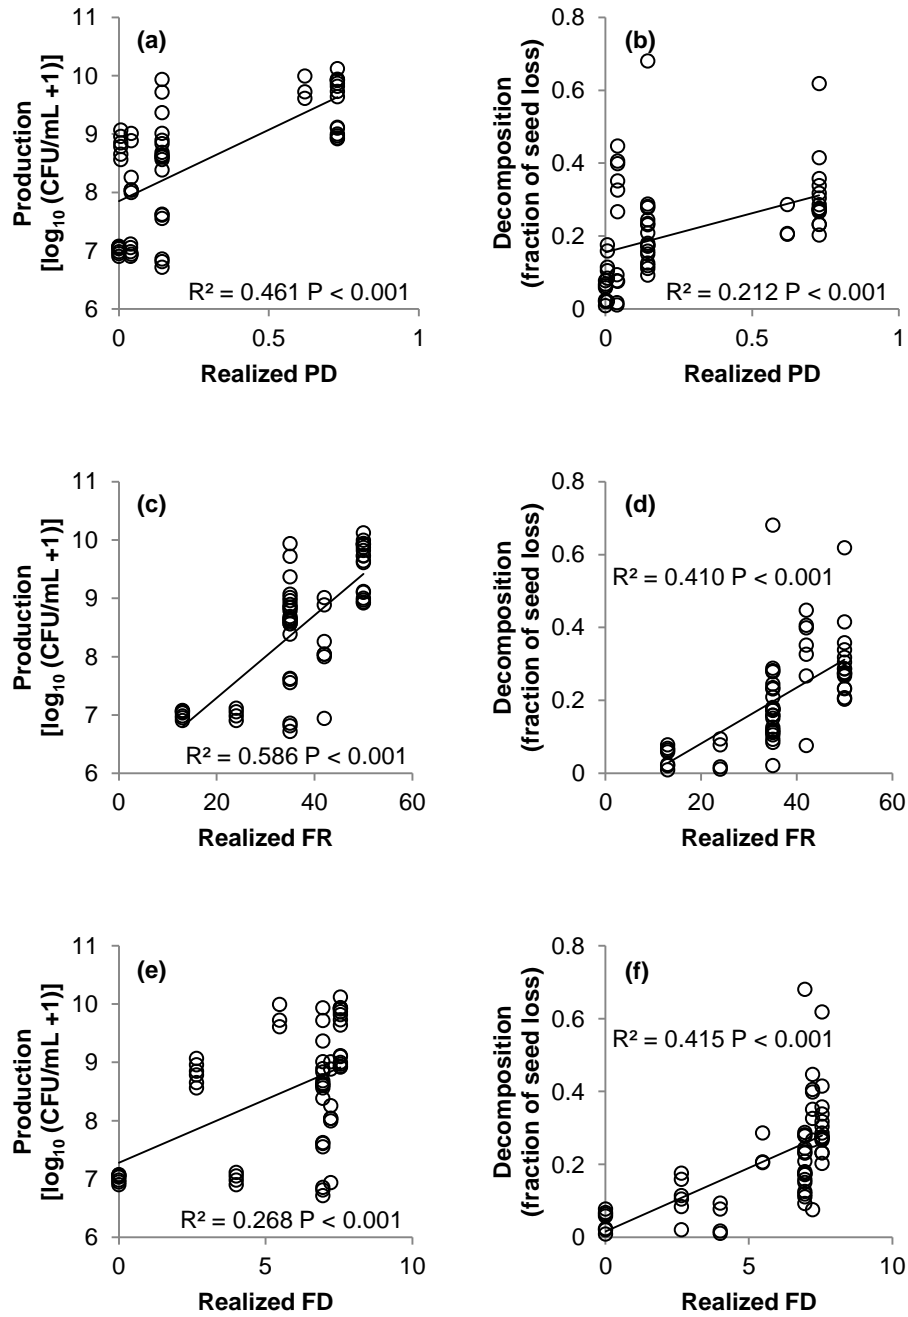 (a)
Production
[log₁₀ (CFU/mL +1)]
11
10
9
8
7
6
R² = 0.461 P < 0.001
0 0.5 1
Realized PD
(b)
Decomposition
(fraction of seed loss)
0.8
0.6
0.4
0.2
0
R² = 0.212 P < 0.001
0 0.5 1
Realized PD
(c)
Production
[log₁₀ (CFU/mL +1)]
11
10
9
8
7
6
R² = 0.586 P < 0.001
0 20 40 60
Realized FR
(d)
Decomposition
(fraction of seed loss)
0.8
0.6
0.4
0.2
0
R² = 0.410 P < 0.001
0 20 40 60
Realized FR
(e)
Production
[log₁₀ (CFU/mL +1)]
11
10
9
8
7
6
R² = 0.268 P < 0.001
0 5 10
Realized FD
(f)
Decomposition
(fraction of seed loss)
0.8
0.6
0.4
0.2
0
R² = 0.415 P < 0.001
0 5 10
Realized FD